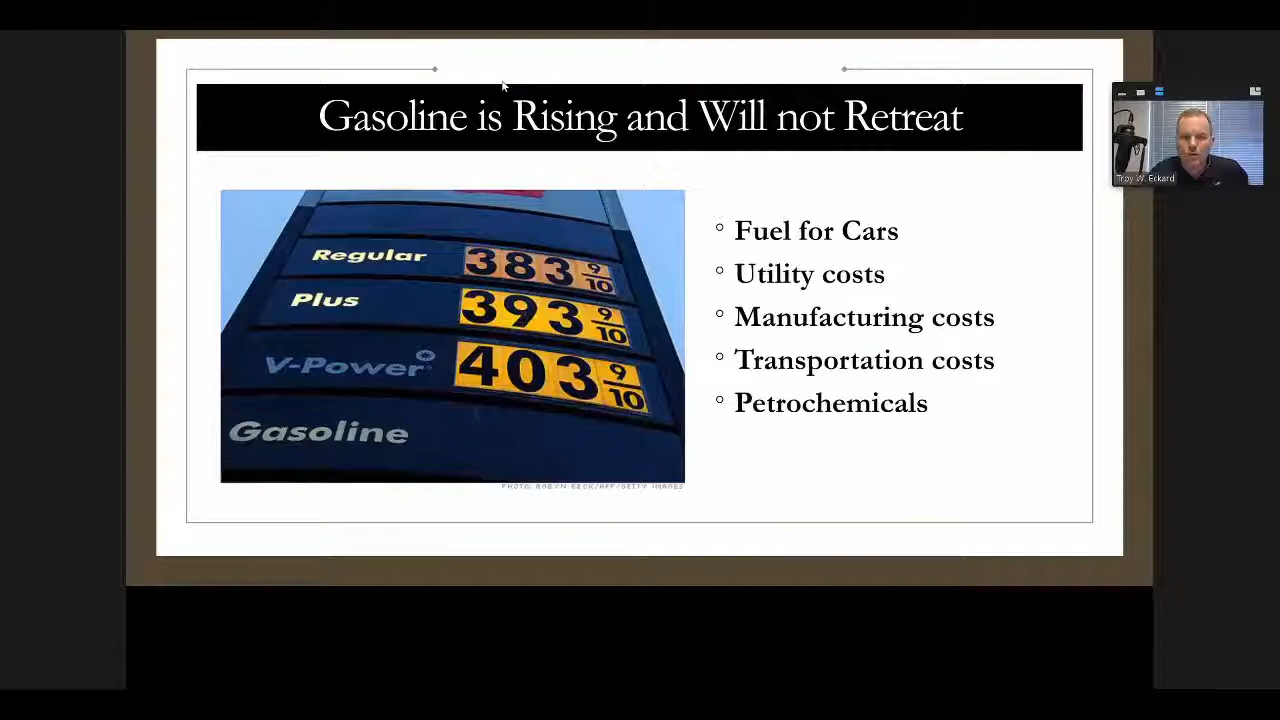 Gasoline is Rising and Will not Retreat
Regular 383 9/10
Plus 393 9/10
V-Power 403 9/10
Gasoline
PHOTO: ROBYN BECK/AFP/GETTY IMAGES
° Fuel for Cars
° Utility costs
° Manufacturing costs
° Transportation costs
° Petrochemicals
Troy W. Eckard